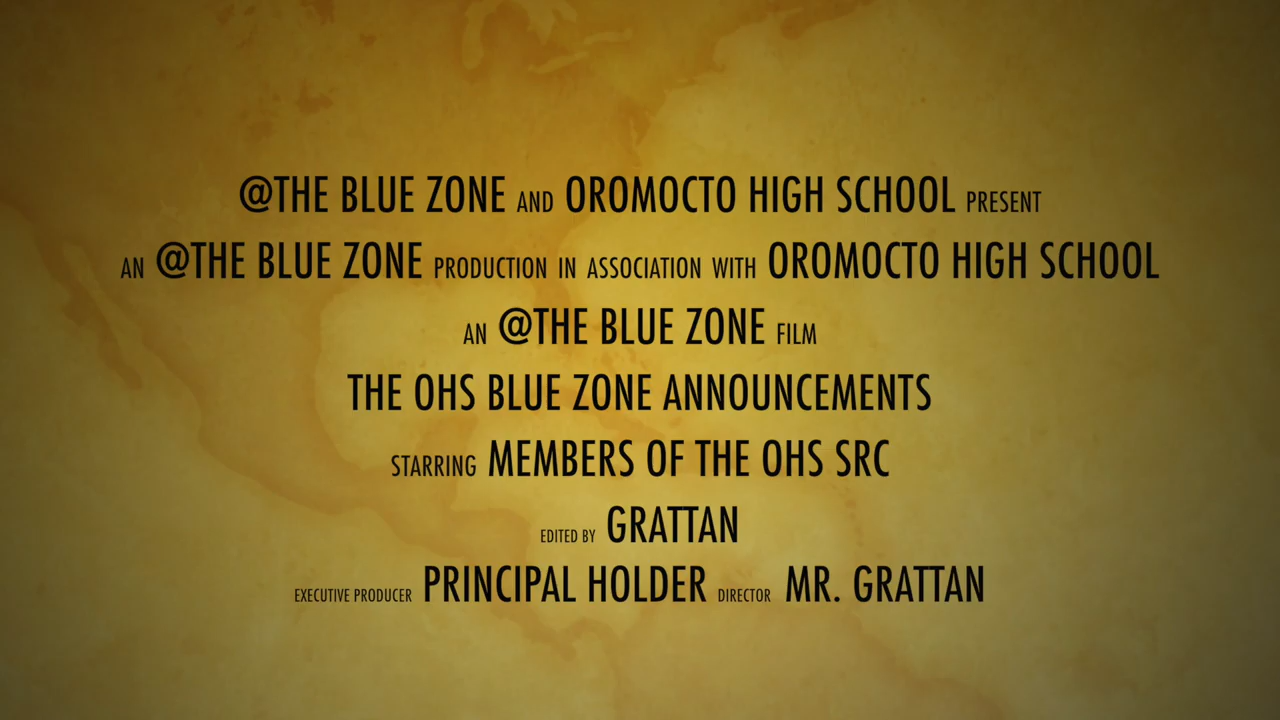 @THE BLUE ZONE AND OROMOCTO HIGH SCHOOL PRESENT
AN @THE BLUE ZONE PRODUCTION IN ASSOCIATION WITH OROMOCTO HIGH SCHOOL
AN @THE BLUE ZONE FILM
THE OHS BLUE ZONE ANNOUNCEMENTS
STARRING MEMBERS OF THE OHS SRC
EDITED BY GRATTAN
EXECUTIVE PRODUCER PRINCIPAL HOLDER DIRECTOR MR. GRATTAN